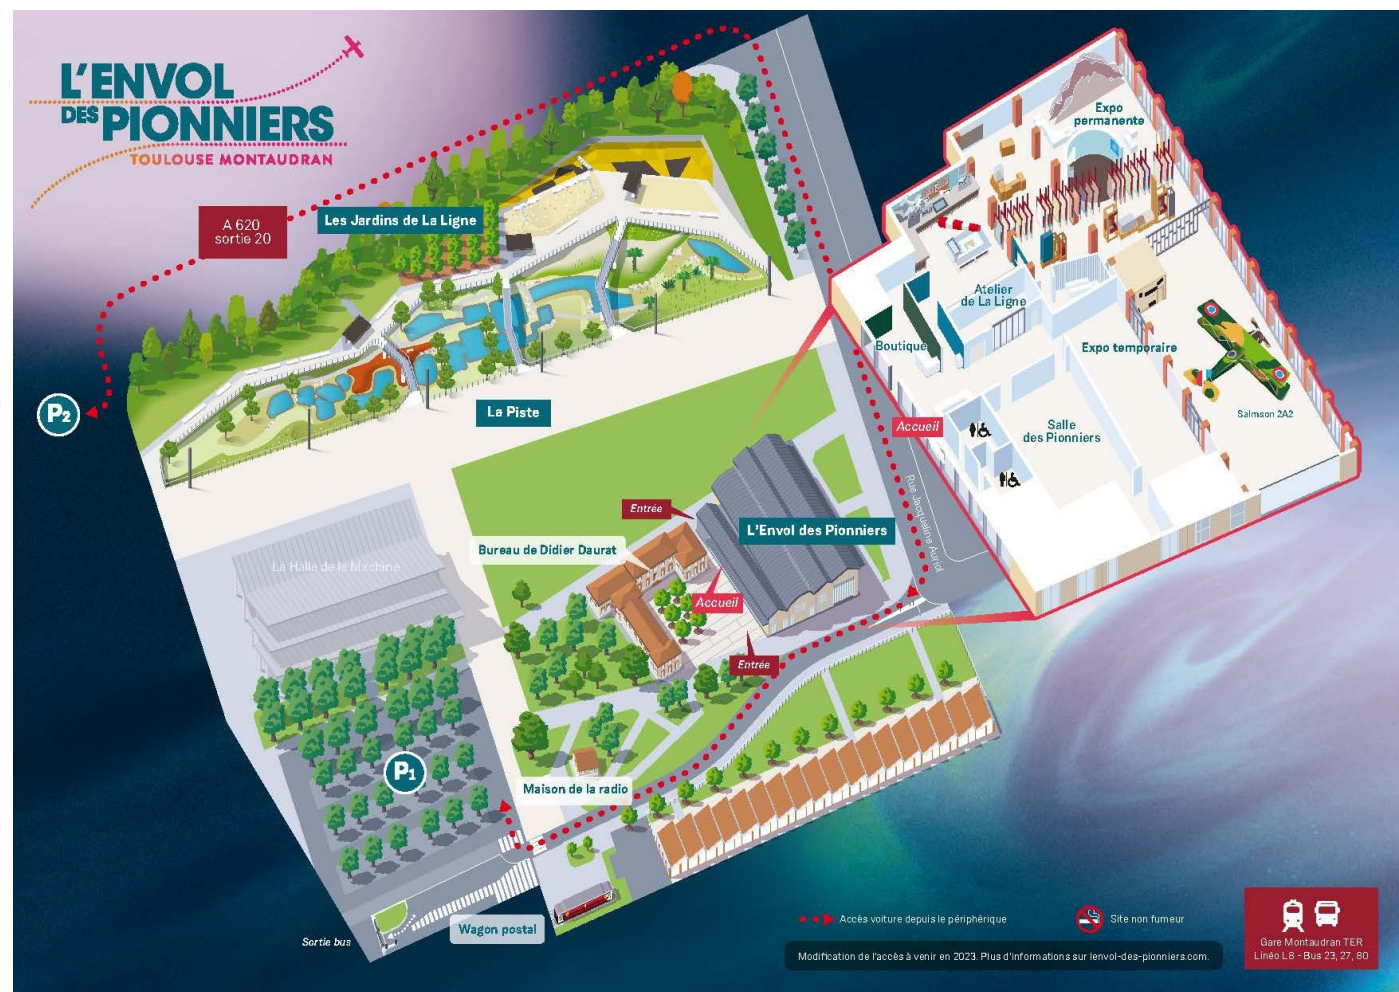 L'ENVOL
DES PIONNIERS
TOULOUSE MONTAUDRAN
A 620
sortie 20
Les Jardins de La Ligne
P2
La Piste
Expo
permanente
Atelier
de La Ligne
Boutique
Expo temporaire
Salmson 2A2
Accueil
Salle
des Pionniers
Rue Jacqueline Auriol
Entrée
L'Envol des Pionniers
Bureau de Didier Daurat
La Halle de la Machine
Accueil
Entrée
P1
Maison de la radio
Wagon postal
Sortie bus
Accès voiture depuis le périphérique
Site non fumeur
Modification de l'accès à venir en 2023. Plus d'informations sur lenvol-des-pionniers.com.
Gare Montaudran TER
Linéo L8 - Bus 23, 27, 80